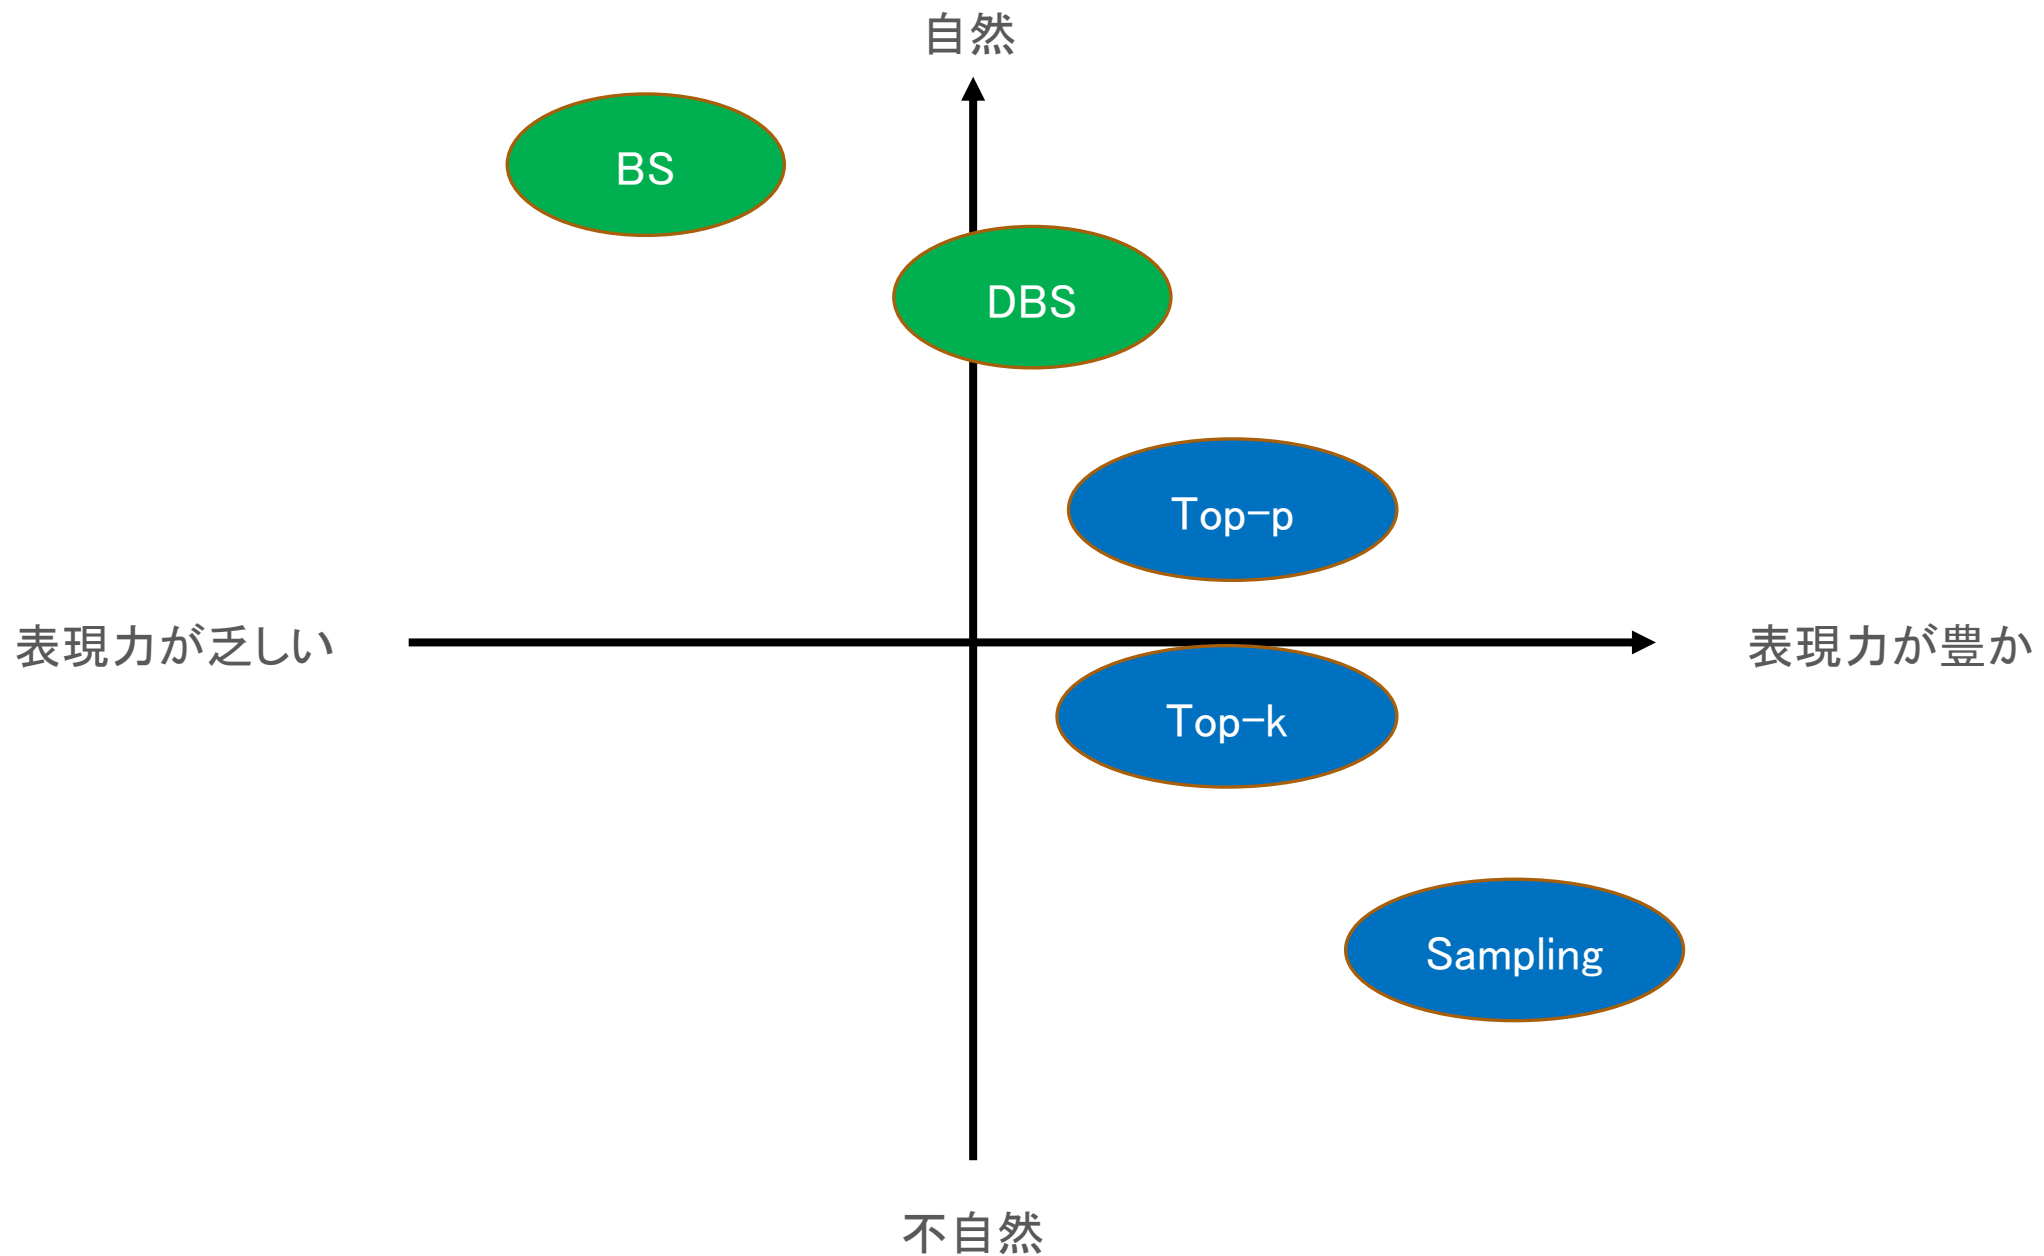 自然
BS
DBS
Top-p
表現力が乏しい
表現力が豊か
Top-k
Sampling
不自然